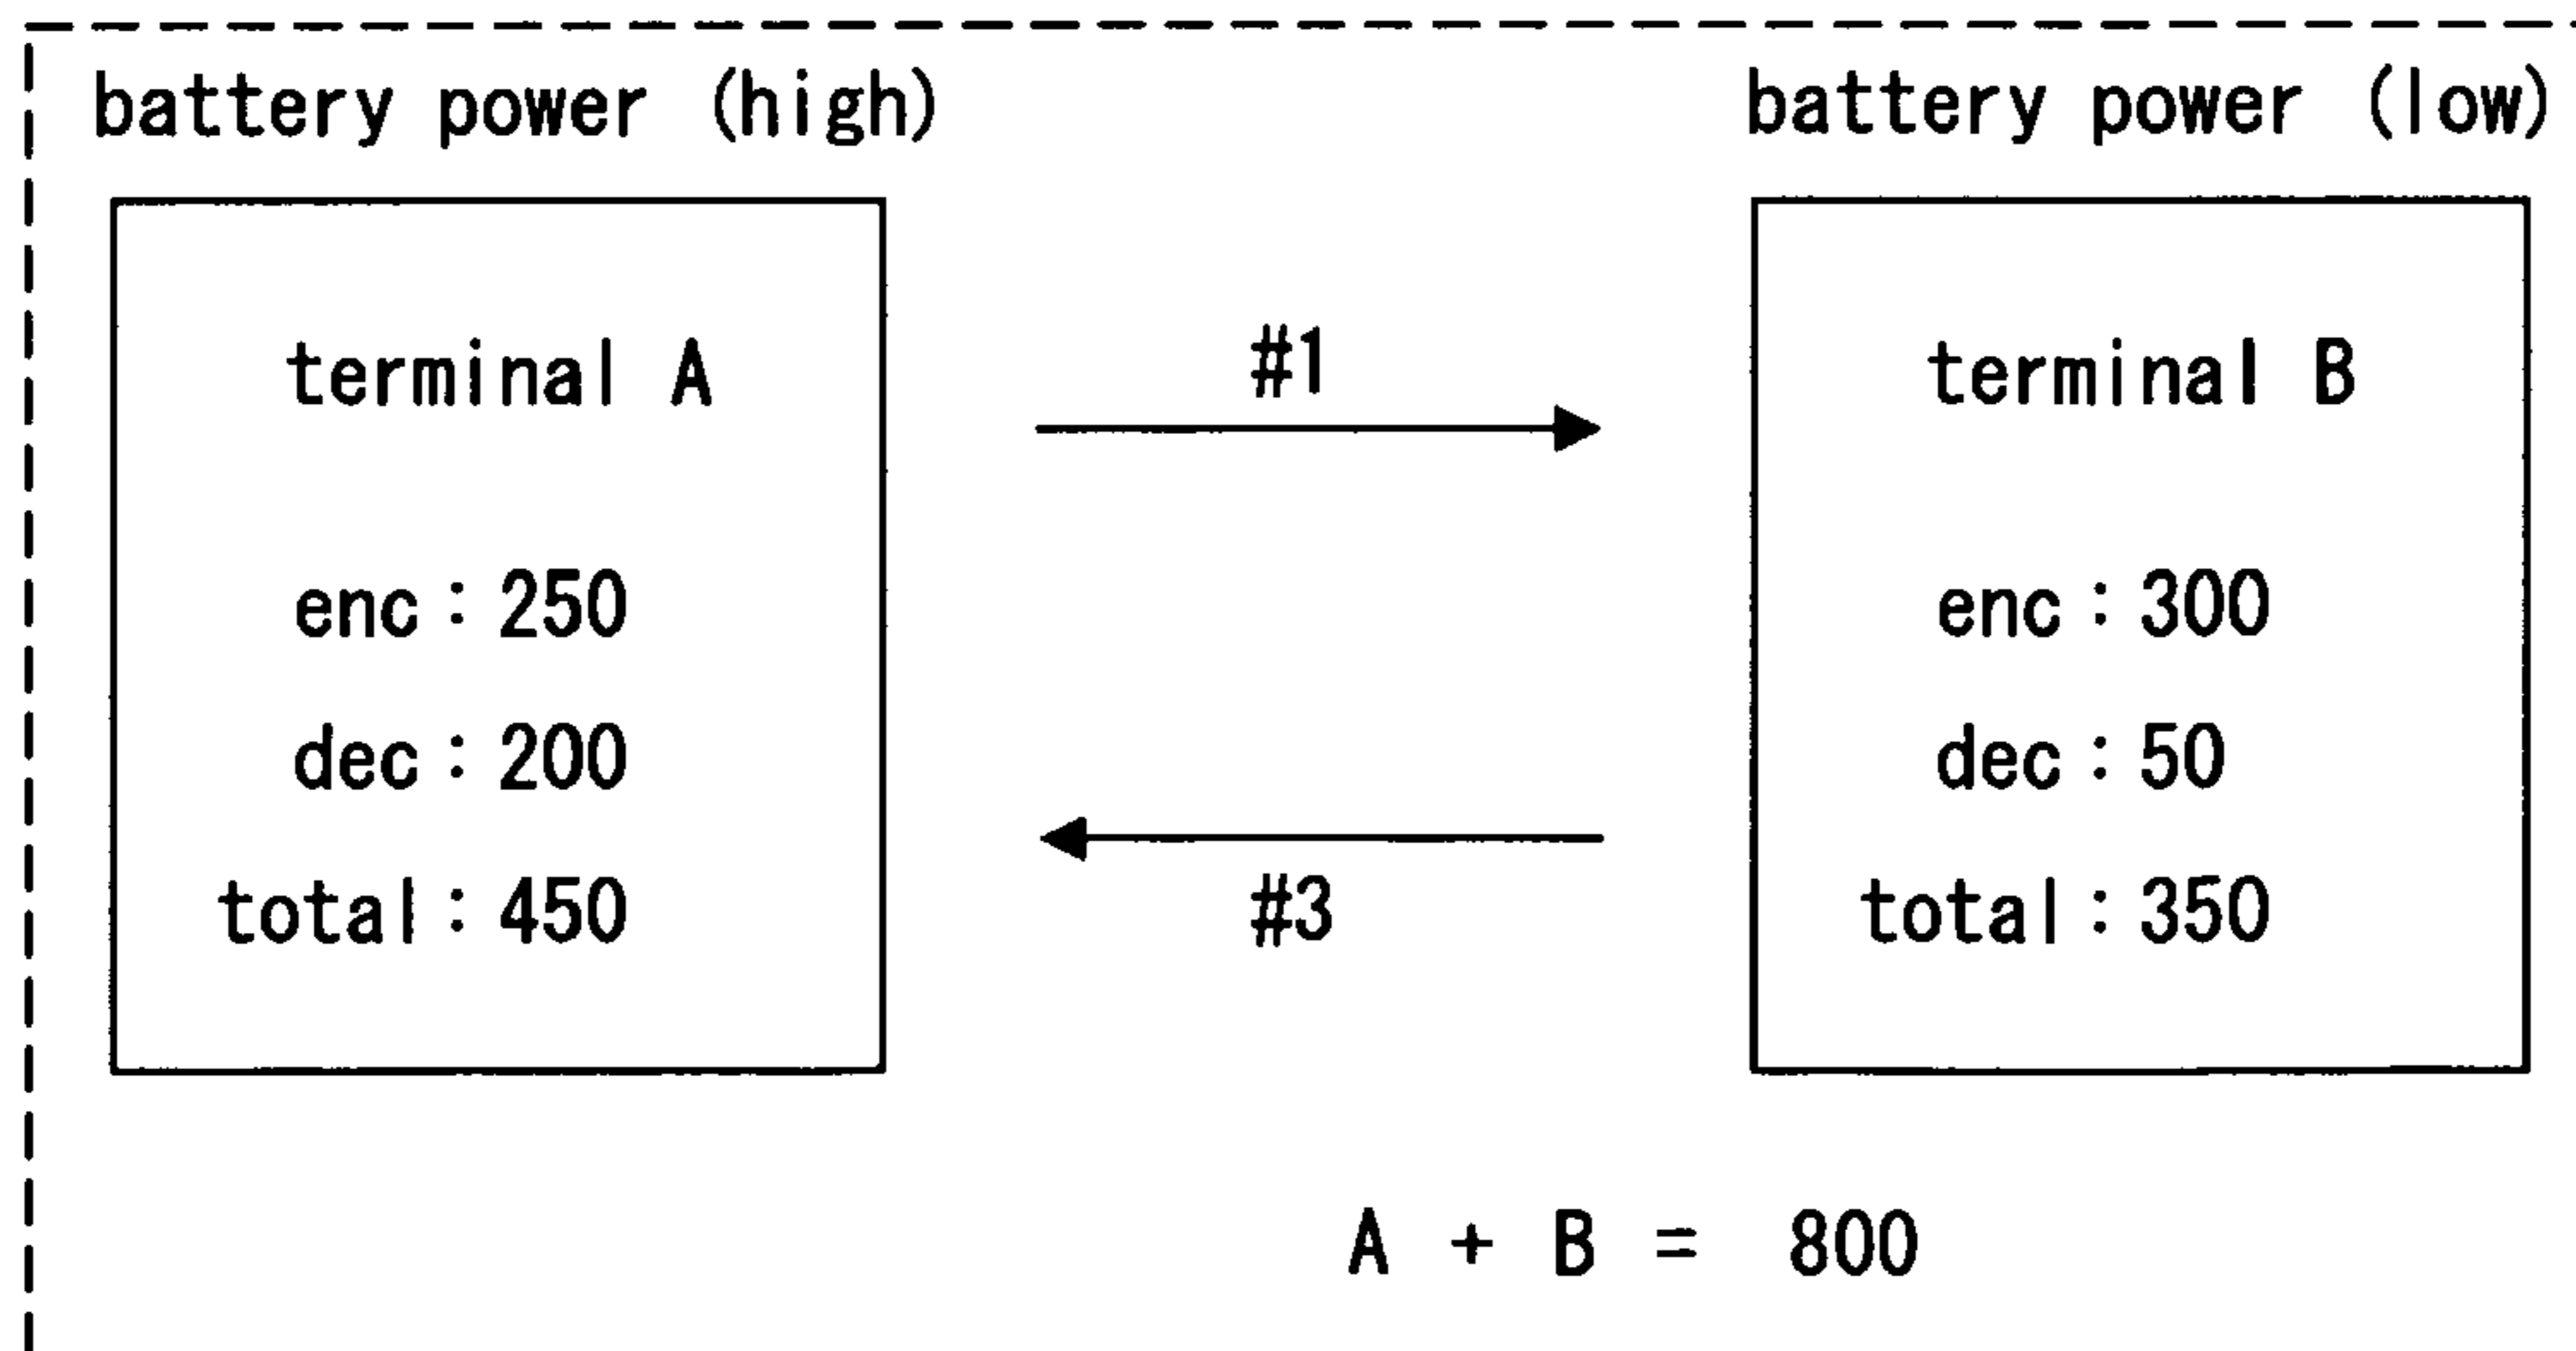 battery power (high)
battery power (low)
terminal A
enc : 250
dec : 200
total : 450
#1
#3
terminal B
enc : 300
dec : 50
total : 350
A + B = 800